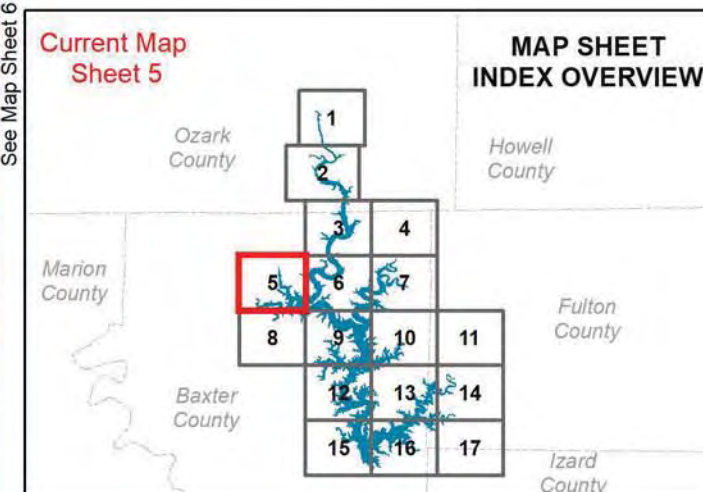 See Map Sheet 6
Current Map
Sheet 5
MAP SHEET
INDEX OVERVIEW
1
Ozark
County
Howell
County
2
3
4
Marion
County
5
6
7
Fulton
County
8
9
10
11
Baxter
County
12
13
14
15
16
17
Izard
County